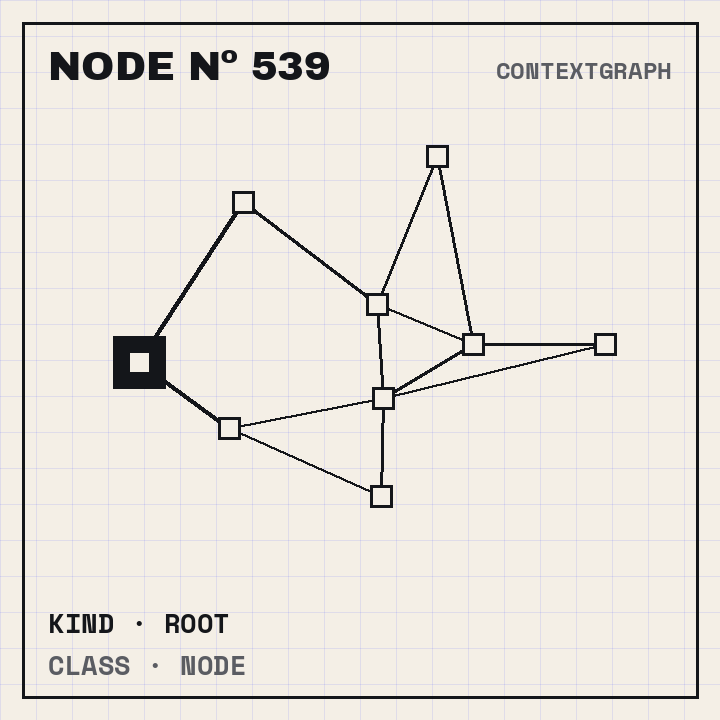 NODE Nº 539
CONTEXTGRAPH
KIND · ROOT
CLASS · NODE